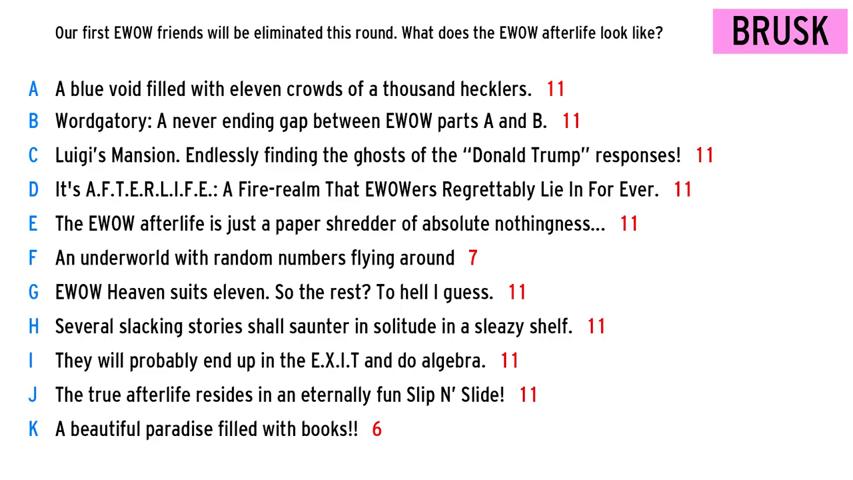 Our first EWOW friends will be eliminated this round. What does the EWOW afterlife look like?
BRUSK
A A blue void filled with eleven crowds of a thousand hecklers. 11
B Wordgatory: A never ending gap between EWOW parts A and B. 11
C Luigi's Mansion. Endlessly finding the ghosts of the “Donald Trump” responses! 11
D It's A.F.T.E.R.L.I.F.E.: A Fire-realm That EWOWers Regrettably Lie In For Ever. 11
E The EWOW afterlife is just a paper shredder of absolute nothingness... 11
F An underworld with random numbers flying around 7
G EWOW Heaven suits eleven. So the rest? To hell I guess. 11
H Several slacking stories shall saunter in solitude in a sleazy shelf. 11
I They will probably end up in the E.X.I.T and do algebra. 11
J The true afterlife resides in an eternally fun Slip N' Slide! 11
K A beautiful paradise filled with books!! 6